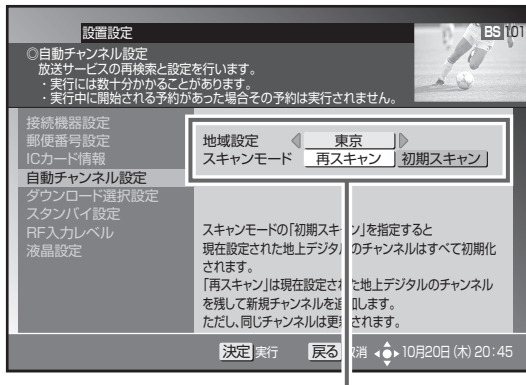 設置設定
BS 101
◎自動チャンネル設定
放送サービスの再検索と設定を行います。
・実行には数十分かかることがあります。
・実行中に開始される予約があった場合その予約は実行されません。
接続機器設定
郵便番号設定
ICカード情報
自動チャンネル設定
ダウンロード選択設定
スタンバイ設定
RF入力レベル
液晶設定
地域設定 東京
スキャンモード 再スキャン 初期スキャン
スキャンモードの「初期スキャン」を指定すると
現在設定された地上デジタルのチャンネルはすべて初期化
されます。
「再スキャン」は現在設定された地上デジタルのチャンネル
を残して新規チャンネルを追加します。
ただし、同じチャンネルは更新されます。
決定 実行 戻る 取消 10月20日(木) 20:45